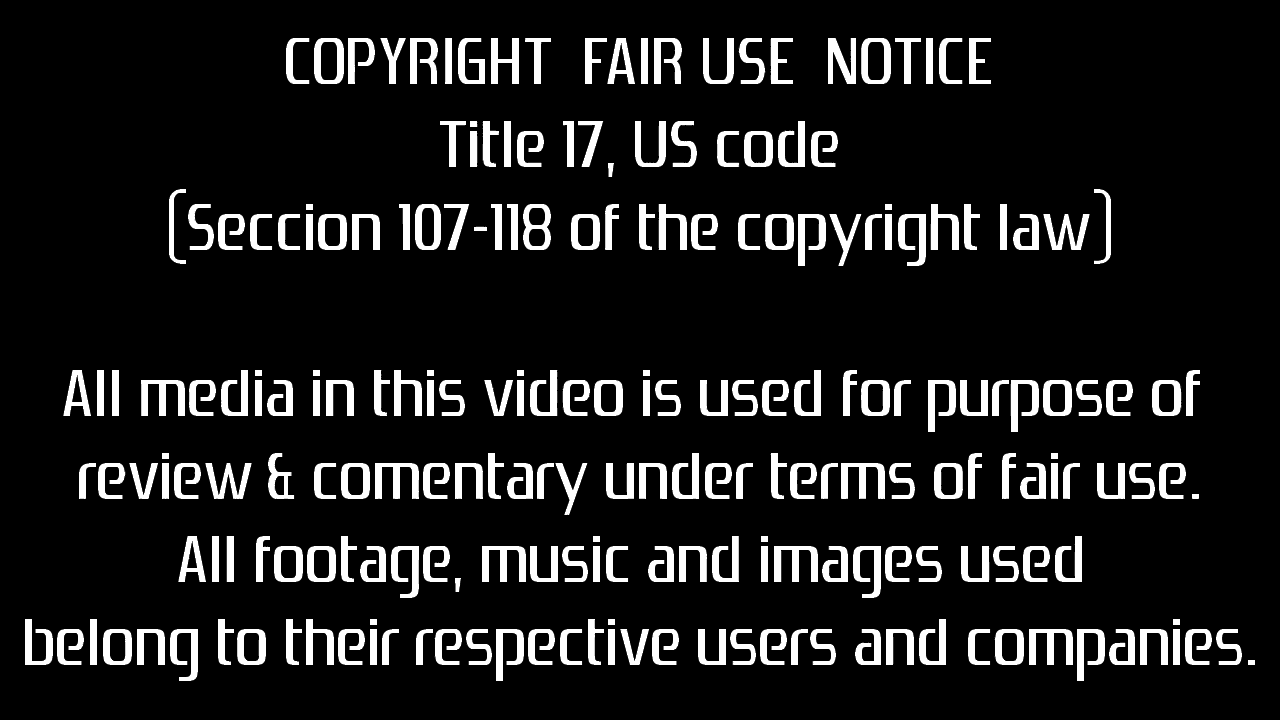 COPYRIGHT FAIR USE NOTICE
Title 17, US code
(Seccion 107-118 of the copyright law)
All media in this video is used for purpose of
review & comentary under terms of fair use.
All footage, music and images used
belong to their respective users and companies.